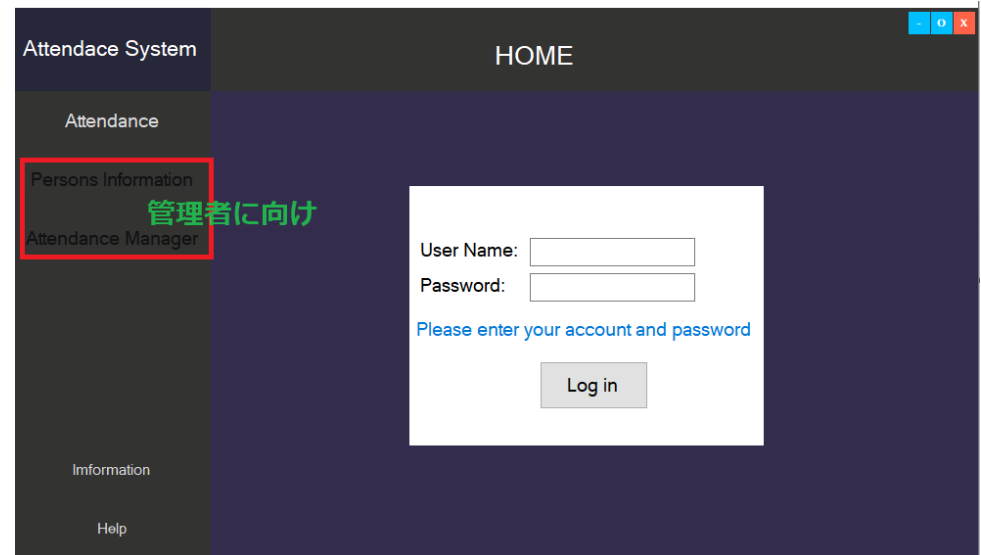 Attendace System
HOME
- o x
Attendance
Persons Information
管理者に向け
Attendance Manager
User Name:
Password:
Please enter your account and password
Log in
Imformation
Help